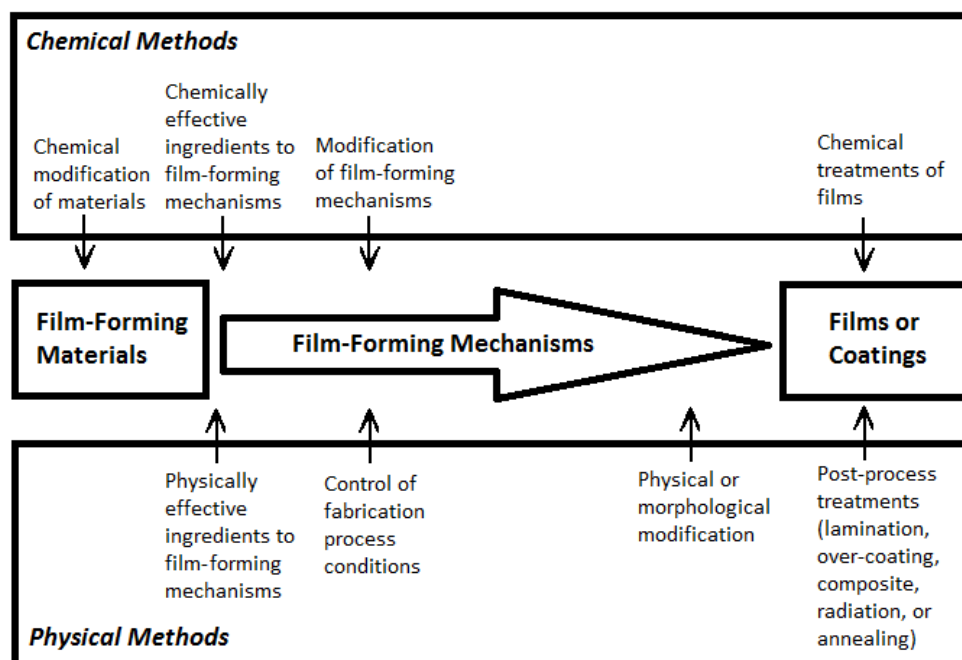 Chemical Methods
Chemical
modification
of materials
Chemically
effective
ingredients to
film-forming
mechanisms
Modification
of film-forming
mechanisms
Chemical
treatments of
films
Film-Forming
Materials
Film-Forming Mechanisms
Films or
Coatings
Physically
effective
ingredients to
film-forming
mechanisms
Control of
fabrication
process
conditions
Physical or
morphological
modification
Post-process
treatments
(lamination,
over-coating,
composite,
radiation, or
annealing)
Physical Methods